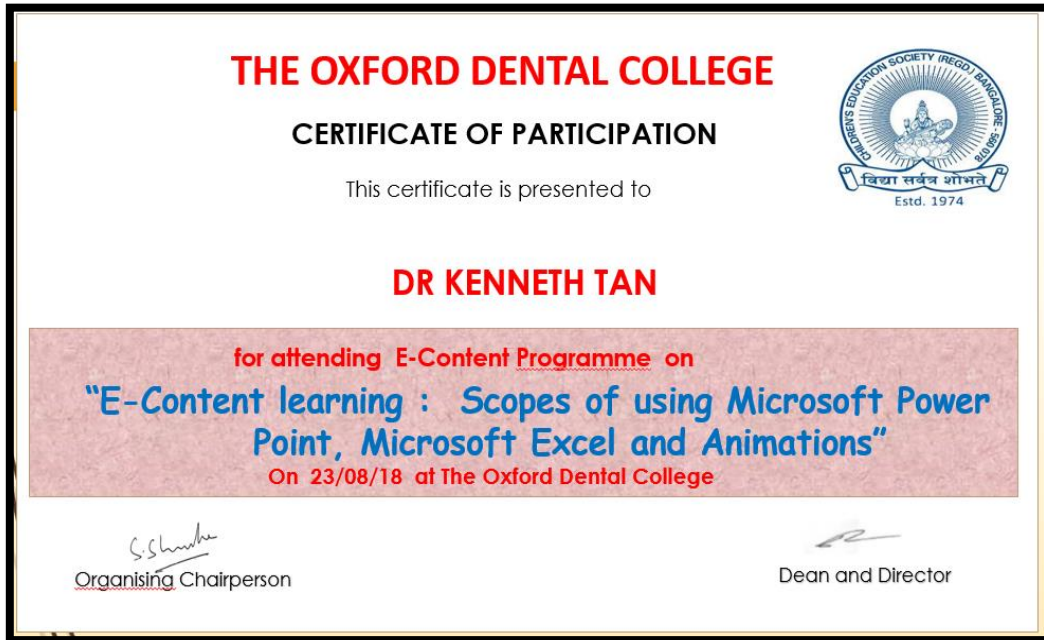 THE OXFORD DENTAL COLLEGE
CERTIFICATE OF PARTICIPATION
This certificate is presented to
CHILDREN'S EDUCATION SOCIETY (REGD.) BANGALORE - 560 078
विद्या सर्वत्र शोभते
Estd. 1974
DR KENNETH TAN
for attending E-Content Programme on
“E-Content learning : Scopes of using Microsoft Power
Point, Microsoft Excel and Animations”
On 23/08/18 at The Oxford Dental College
Organising Chairperson
Dean and Director